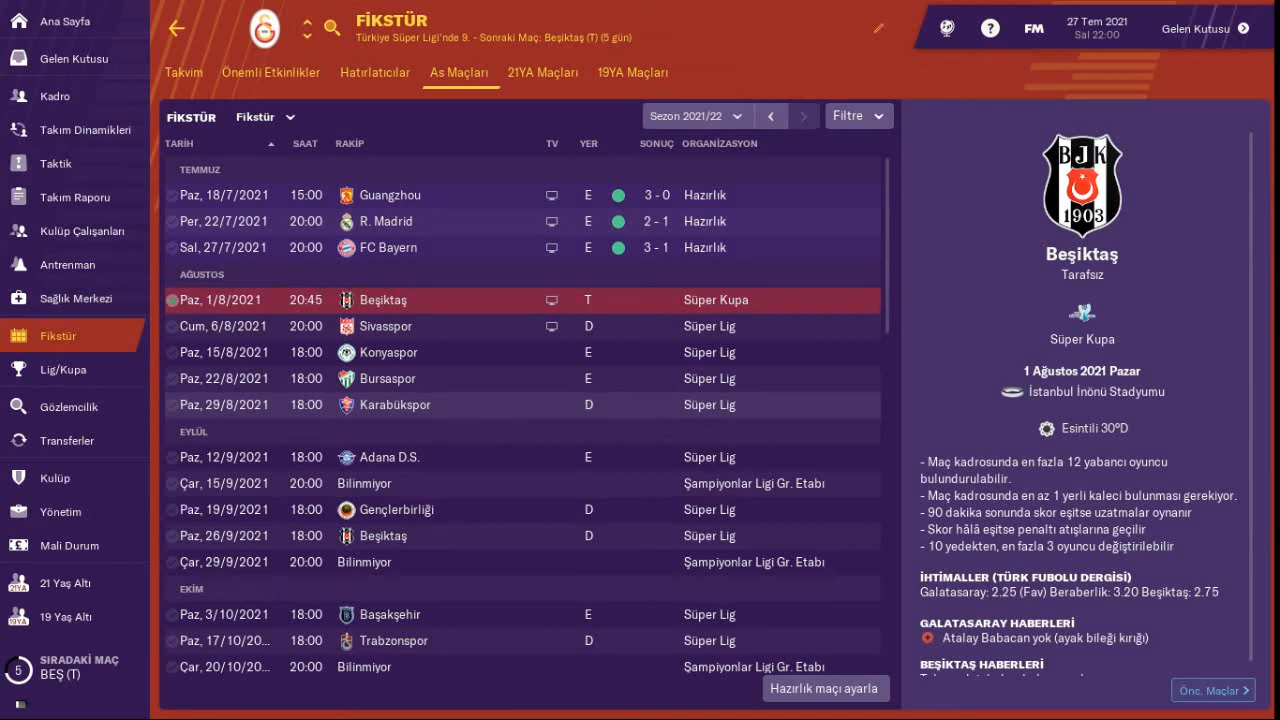 Ana Sayfa
Gelen Kutusu
Kadro
Takım Dinamikleri
Taktik
Takım Raporu
Kulüp Çalışanları
Antrenman
Sağlık Merkezi
Fikstür
Lig/Kupa
Gözlemcilik
Transferler
Kulüp
Yönetim
Mali Durum
21YA 21 Yaş Altı
19YA 19 Yaş Altı
5 SIRADAKİ MAÇ
BEŞ (T)
FİKSTÜR
Türkiye Süper Ligi'nde 9. - Sonraki Maç: Beşiktaş (T) (5 gün)
? FM 27 Tem 2021
Sal 22:00
Gelen Kutusu
Takvim Önemli Etkinlikler Hatırlatıcılar As Maçları 21YA Maçları 19YA Maçları
FİKSTÜR Fikstür Sezon 2021/22 Filtre
TARİH SAAT RAKİP TV YER SONUÇ ORGANİZASYON
TEMMUZ
Paz, 18/7/2021 15:00 Guangzhou E 3 - 0 Hazırlık
Per, 22/7/2021 20:00 R. Madrid E 2 - 1 Hazırlık
Sal, 27/7/2021 20:00 FC Bayern E 3 - 1 Hazırlık
AĞUSTOS
Paz, 1/8/2021 20:45 Beşiktaş T Süper Kupa
Cum, 6/8/2021 20:00 Sivasspor D Süper Lig
Paz, 15/8/2021 18:00 Konyaspor E Süper Lig
Paz, 22/8/2021 18:00 Bursaspor E Süper Lig
Paz, 29/8/2021 18:00 Karabükspor D Süper Lig
EYLÜL
Paz, 12/9/2021 18:00 Adana D.S. E Süper Lig
Çar, 15/9/2021 20:00 Bilinmiyor Şampiyonlar Ligi Gr. Etabı
Paz, 19/9/2021 18:00 Gençlerbirliği D Süper Lig
Paz, 26/9/2021 18:00 Beşiktaş D Süper Lig
Çar, 29/9/2021 20:00 Bilinmiyor Şampiyonlar Ligi Gr. Etabı
EKİM
Paz, 3/10/2021 18:00 Başakşehir E Süper Lig
Paz, 17/10/20... 18:00 Trabzonspor D Süper Lig
Çar, 20/10/20... 20:00 Bilinmiyor Şampiyonlar Ligi Gr. Etabı
Hazırlık maçı ayarla
BJK
1903
Beşiktaş
Tarafsız
Süper Kupa
1 Ağustos 2021 Pazar
İstanbul İnönü Stadyumu
Esintili 30°D
- Maç kadrosunda en fazla 12 yabancı oyuncu
bulundurulabilir.
- Maç kadrosunda en az 1 yerli kaleci bulunması gerekiyor.
- 90 dakika sonunda skor eşitse uzatmalar oynanır
- Skor hâlâ eşitse penaltı atışlarına geçilir
- 10 yedekten, en fazla 3 oyuncu değiştirilebilir
İHTİMALLER (TÜRK FUBOLU DERGİSİ)
Galatasaray: 2.25 (Fav) Beraberlik: 3.20 Beşiktaş: 2.75
GALATASARAY HABERLERİ
Atalay Babacan yok (ayak bileği kırığı)
BEŞİKTAŞ HABERLERİ
Önc. Maçlar